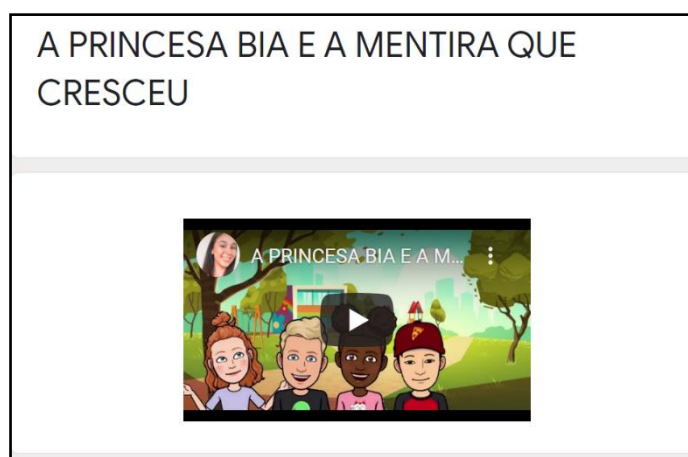 A PRINCESA BIA E A MENTIRA QUE
CRESCEU
A PRINCESA BIA E A M...